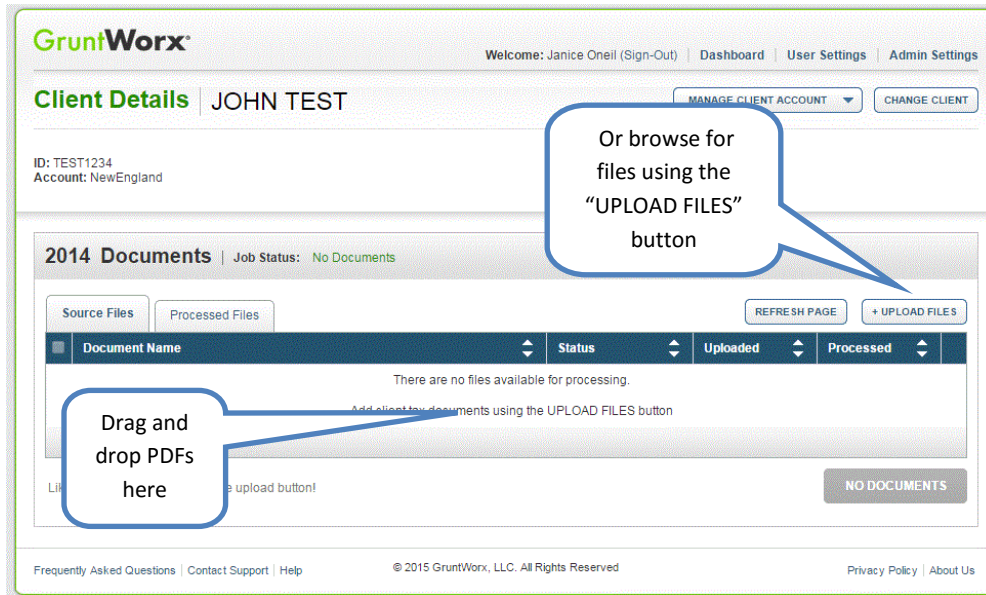 GruntWorx
Welcome: Janice Oneil (Sign-Out) | Dashboard | User Settings | Admin Settings
Client Details | JOHN TEST
MANAGE CLIENT ACCOUNT
CHANGE CLIENT
Or browse for
files using the
“UPLOAD FILES”
button
ID: TEST1234
Account: NewEngland
2014 Documents | Job Status: No Documents
Source Files
Processed Files
REFRESH PAGE
+ UPLOAD FILES
Document Name
Status
Uploaded
Processed
There are no files available for processing.
Add client tax documents using the UPLOAD FILES button
Drag and
drop PDFs
here
upload button!
NO DOCUMENTS
Frequently Asked Questions | Contact Support | Help
© 2015 GruntWorx, LLC. All Rights Reserved
Privacy Policy | About Us